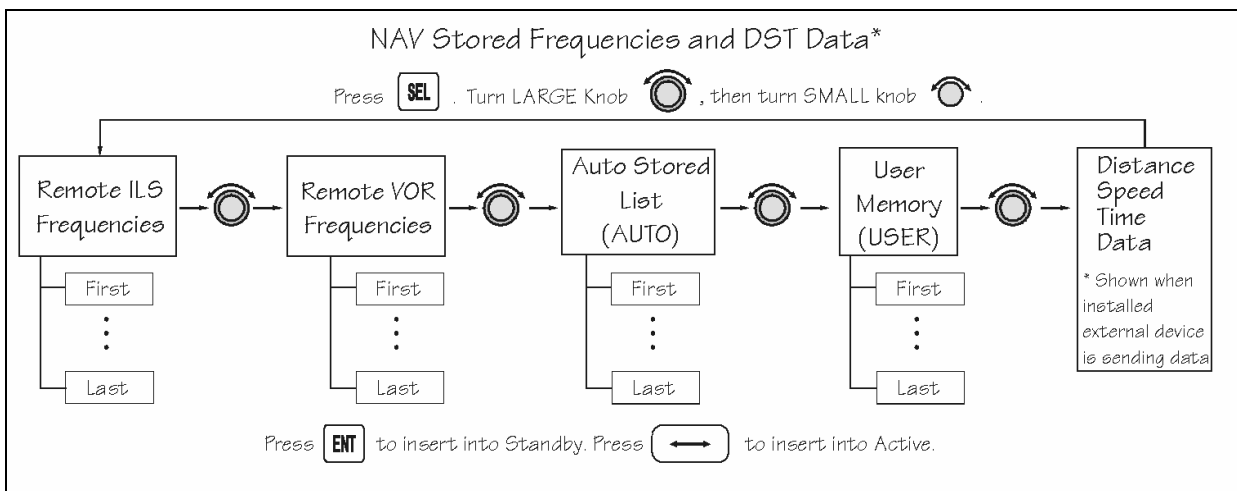 NAV Stored Frequencies and DST Data*
Press SEL . Turn LARGE Knob , then turn SMALL knob .
Remote ILS
Frequencies
First
Last
Remote VOR
Frequencies
First
Last
Auto Stored
List
(AUTO)
First
Last
User
Memory
(USER)
First
Last
Distance
Speed
Time
Data
* Shown when
installed
external device
is sending data
Press ENT to insert into Standby. Press to insert into Active.